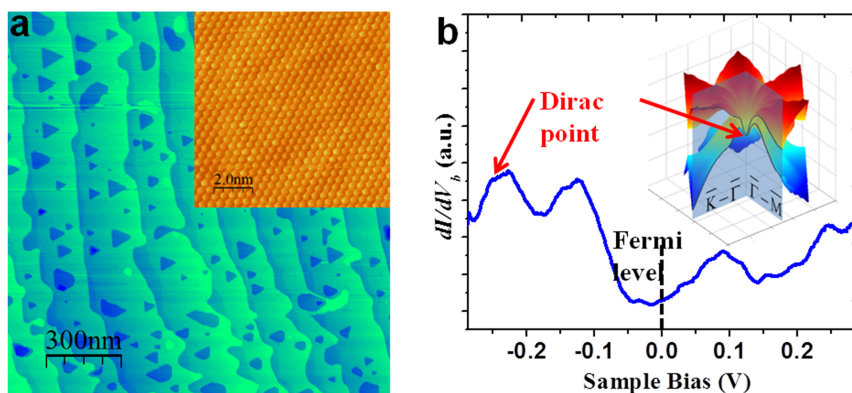 a
2.0nm
300nm
b
Dirac
point
Fermi
level
K̅ Γ̅ Γ̅ M̅
dI/dV_b (a.u.)
-0.2 -0.1 0.0 0.1 0.2
Sample Bias (V)